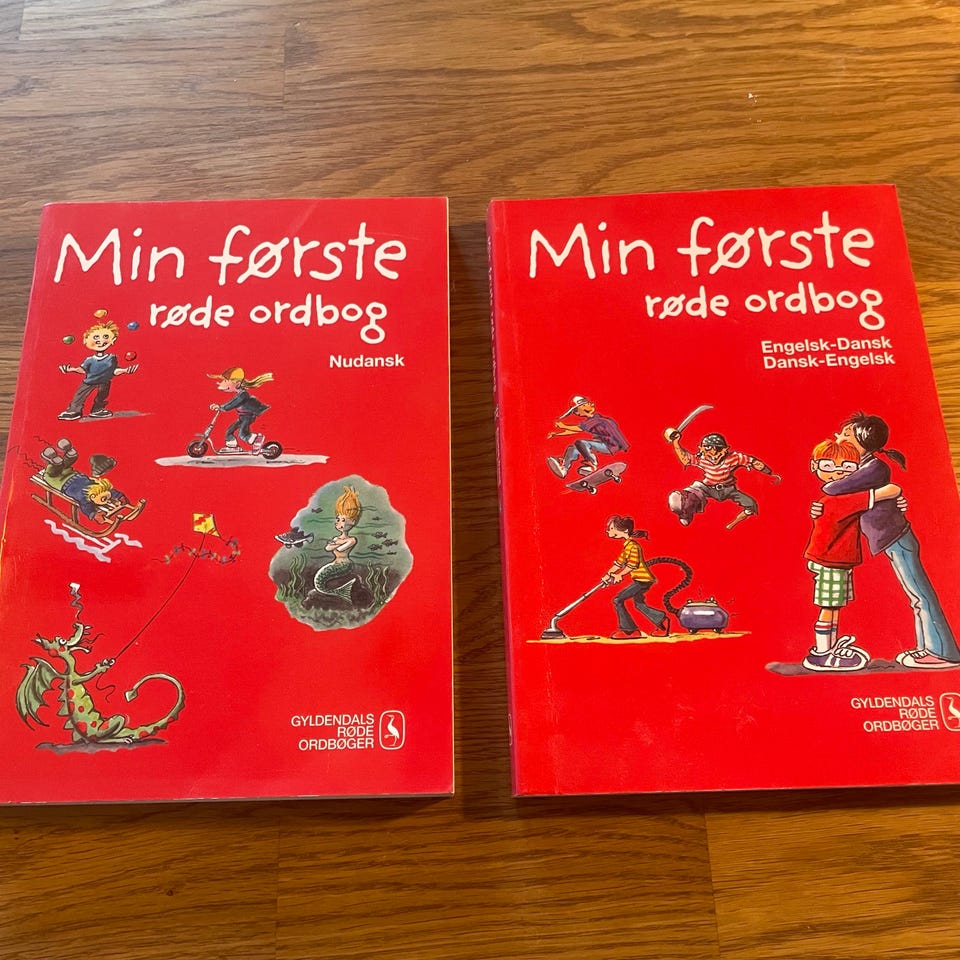 Min første
røde ordbog
Nudansk
GYLDENDALS
RØDE
ORDBØGER
Min første
røde ordbog
Engelsk-Dansk
Dansk-Engelsk
GYLDENDALS
RØDE
ORDBØGER